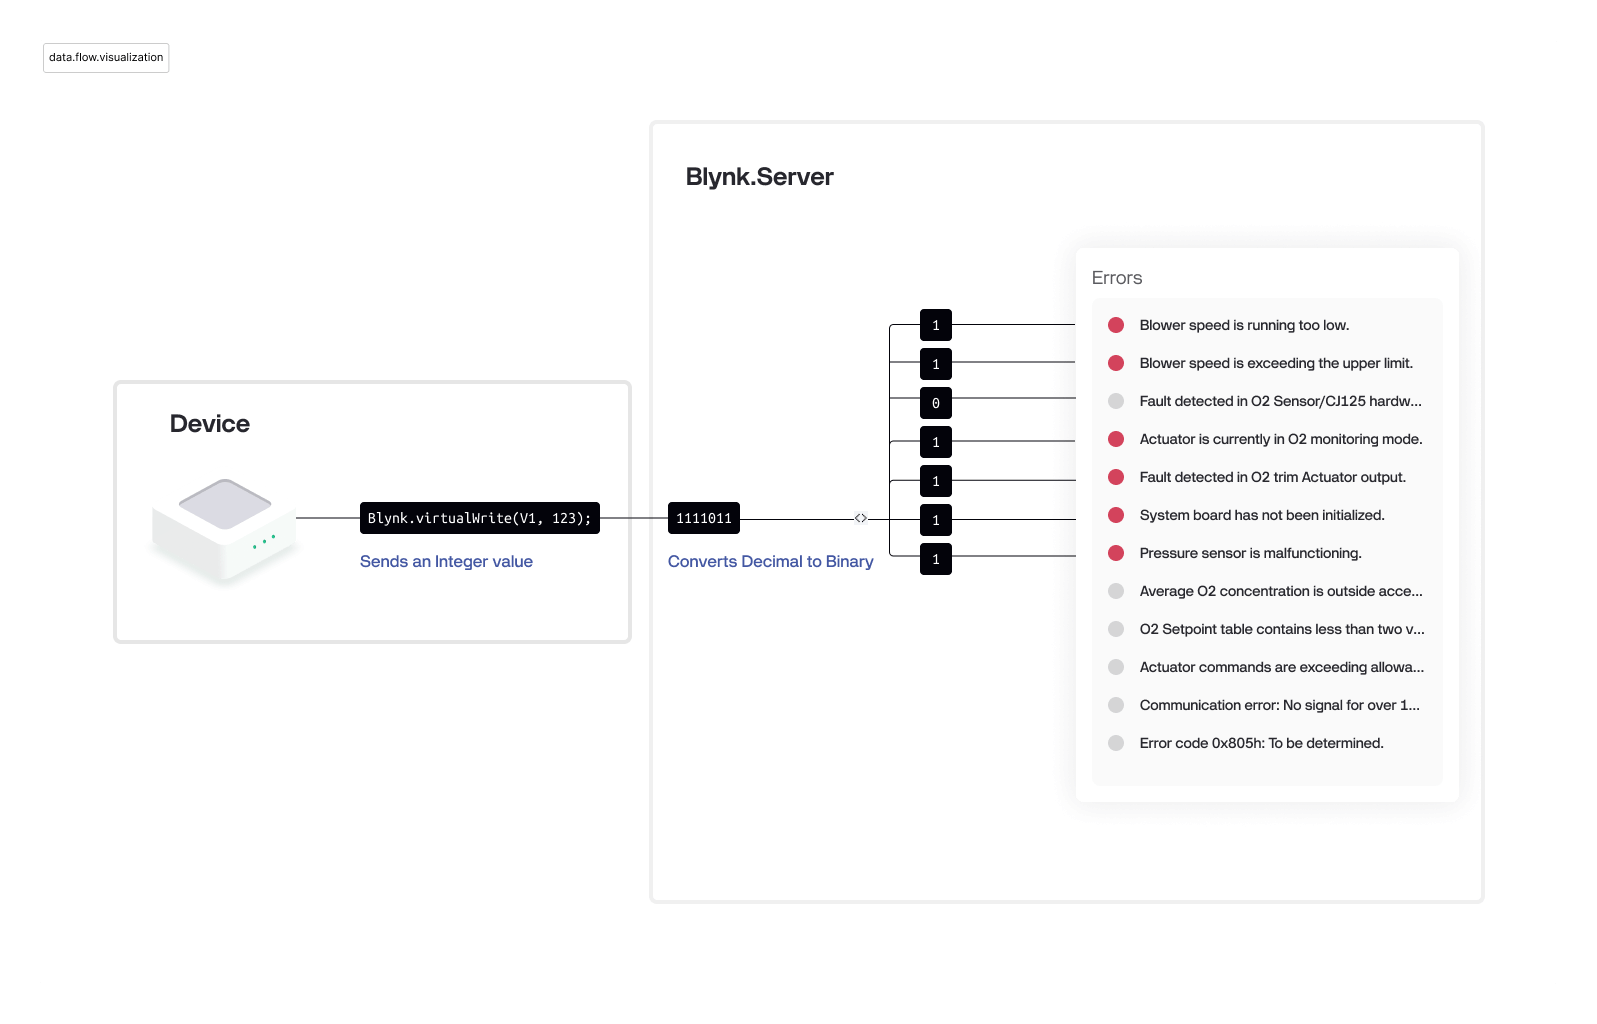 data.flow.visualization
Blynk.Server
Errors
1
Blower speed is running too low.
1
Blower speed is exceeding the upper limit.
0
Fault detected in O2 Sensor/CJ125 hardw...
1
Actuator is currently in O2 monitoring mode.
1
Fault detected in O2 trim Actuator output.
1
System board has not been initialized.
1
Pressure sensor is malfunctioning.
Average O2 concentration is outside acce...
O2 Setpoint table contains less than two v...
Actuator commands are exceeding allowa...
Communication error: No signal for over 1...
Error code 0x805h: To be determined.
Device
Blynk.virtualWrite(V1, 123);
Sends an Integer value
1111011
<>
Converts Decimal to Binary